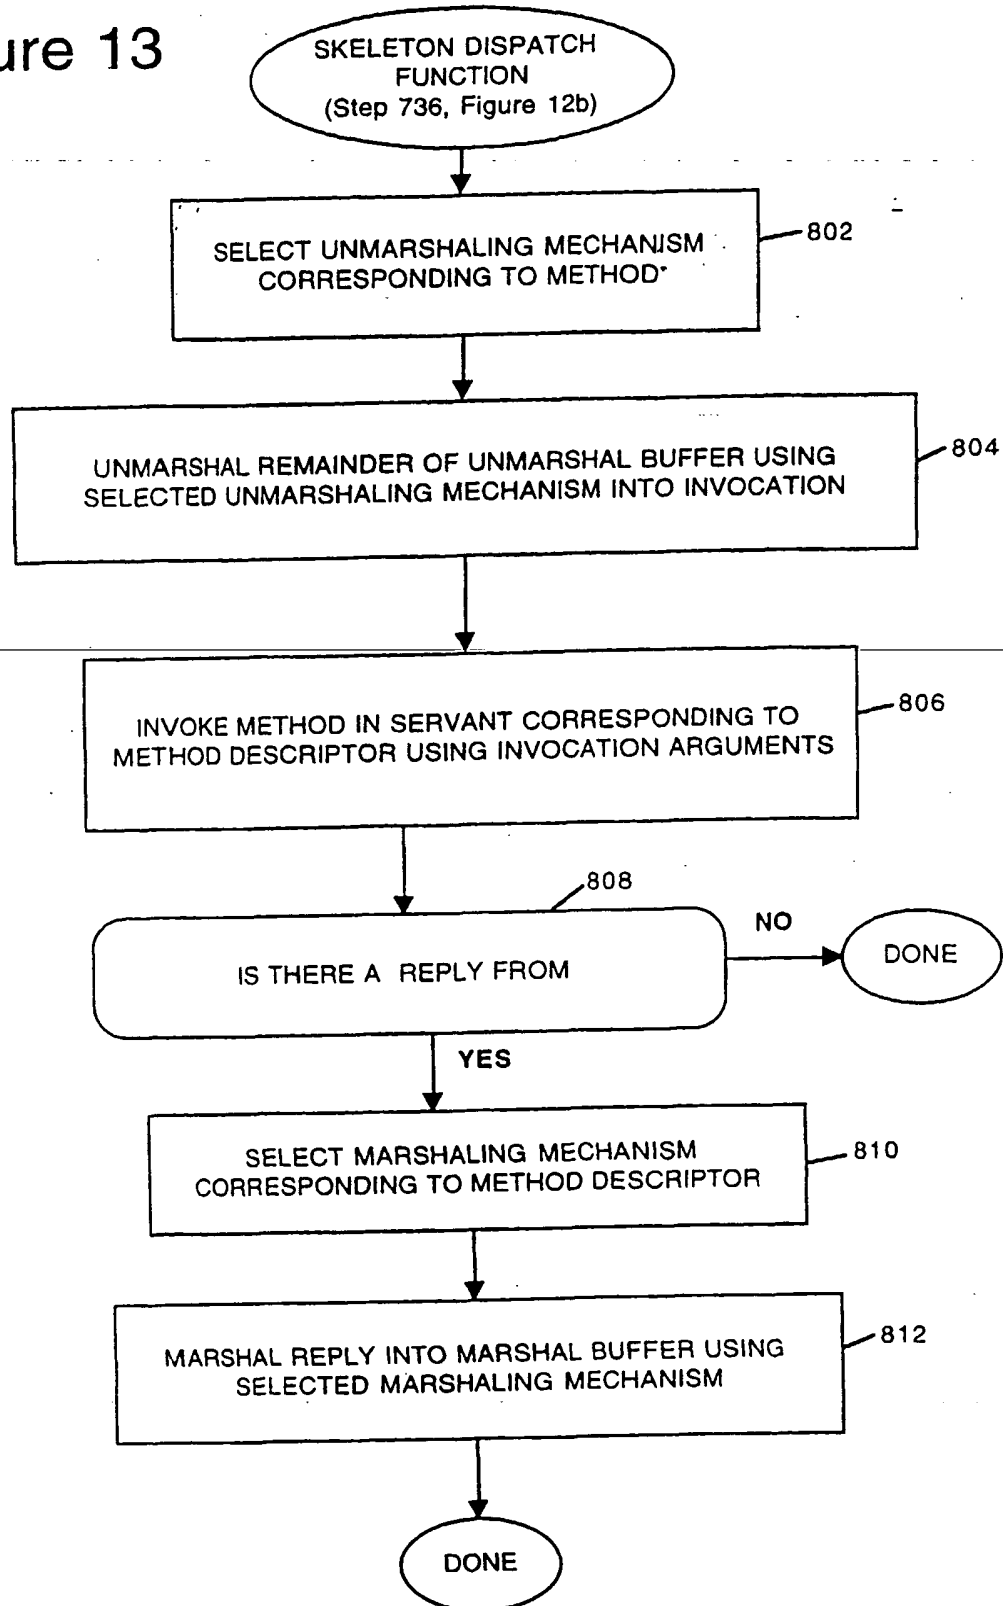 ure 13
SKELETON DISPATCH
FUNCTION
(Step 736, Figure 12b)
802
SELECT UNMARSHALING MECHANISM
CORRESPONDING TO METHOD
804
UNMARSHAL REMAINDER OF UNMARSHAL BUFFER USING
SELECTED UNMARSHALING MECHANISM INTO INVOCATION
806
INVOKE METHOD IN SERVANT CORRESPONDING TO
METHOD DESCRIPTOR USING INVOCATION ARGUMENTS
808
IS THERE A REPLY FROM
NO
DONE
YES
810
SELECT MARSHALING MECHANISM
CORRESPONDING TO METHOD DESCRIPTOR
812
MARSHAL REPLY INTO MARSHAL BUFFER USING
SELECTED MARSHALING MECHANISM
DONE